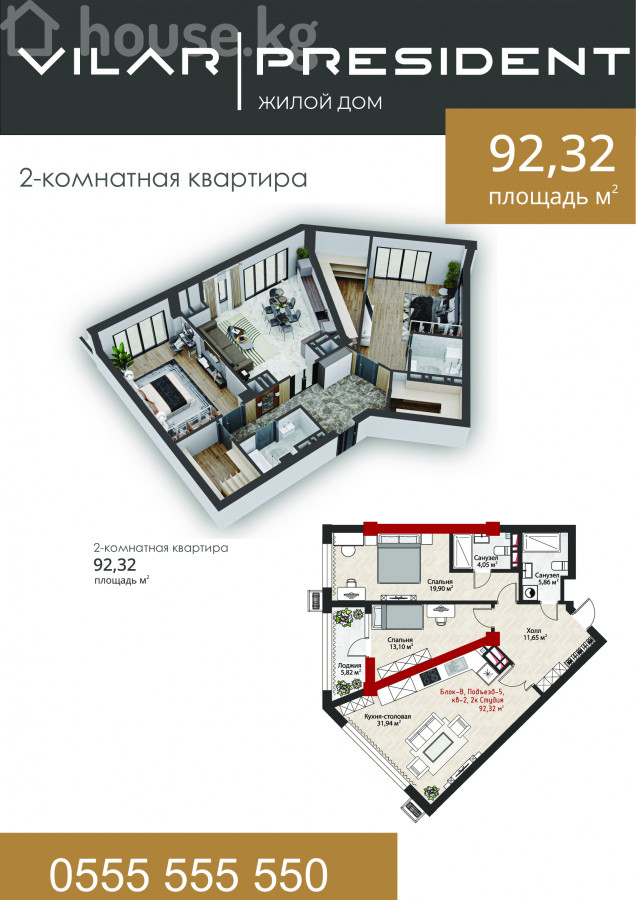 house.kg
VILAR PRESIDENT
ЖИЛОЙ ДОМ
92,32
площадь м²
2-комнатная квартира
2-комнатная квартира
92,32
площадь м²
Спальня
19,90 м²
Санузел
4,05 м²
Санузел
5,86 м²
Холл
11,65 м²
Спальня
13,10 м²
Лоджия
5,82 м²
Блок-В, Подъезд-5,
кв-2, 2к Студия
92,32 м²
Кухня-столовая
31,94 м²
0555 555 550